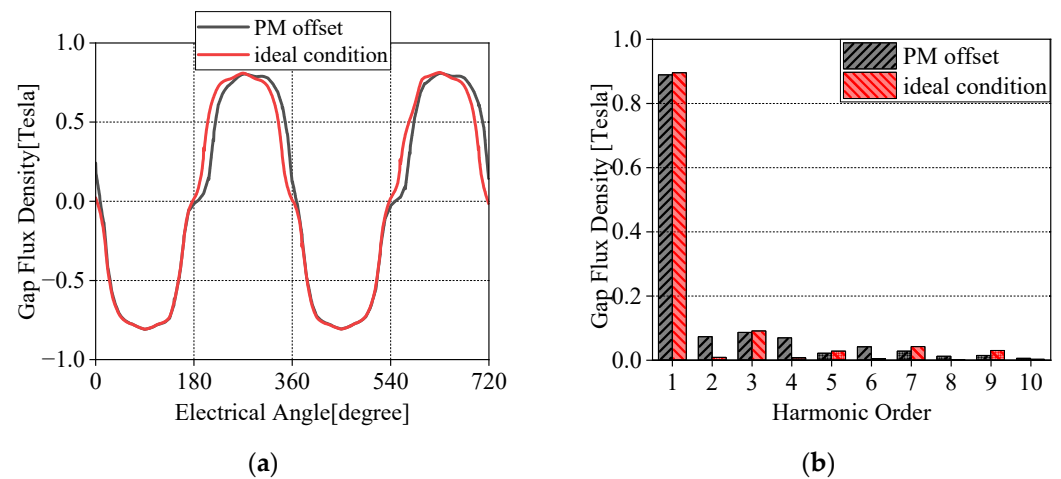 PM offset
ideal condition
1.0
0.5
0.0
−0.5
−1.0
Gap Flux Density[Tesla]
0 180 360 540 720
Electrical Angle[degree]
(a)
PM offset
ideal condition
1.0
0.8
0.6
0.4
0.2
0.0
Gap Flux Density [Tesla]
1 2 3 4 5 6 7 8 9 10
Harmonic Order
(b)